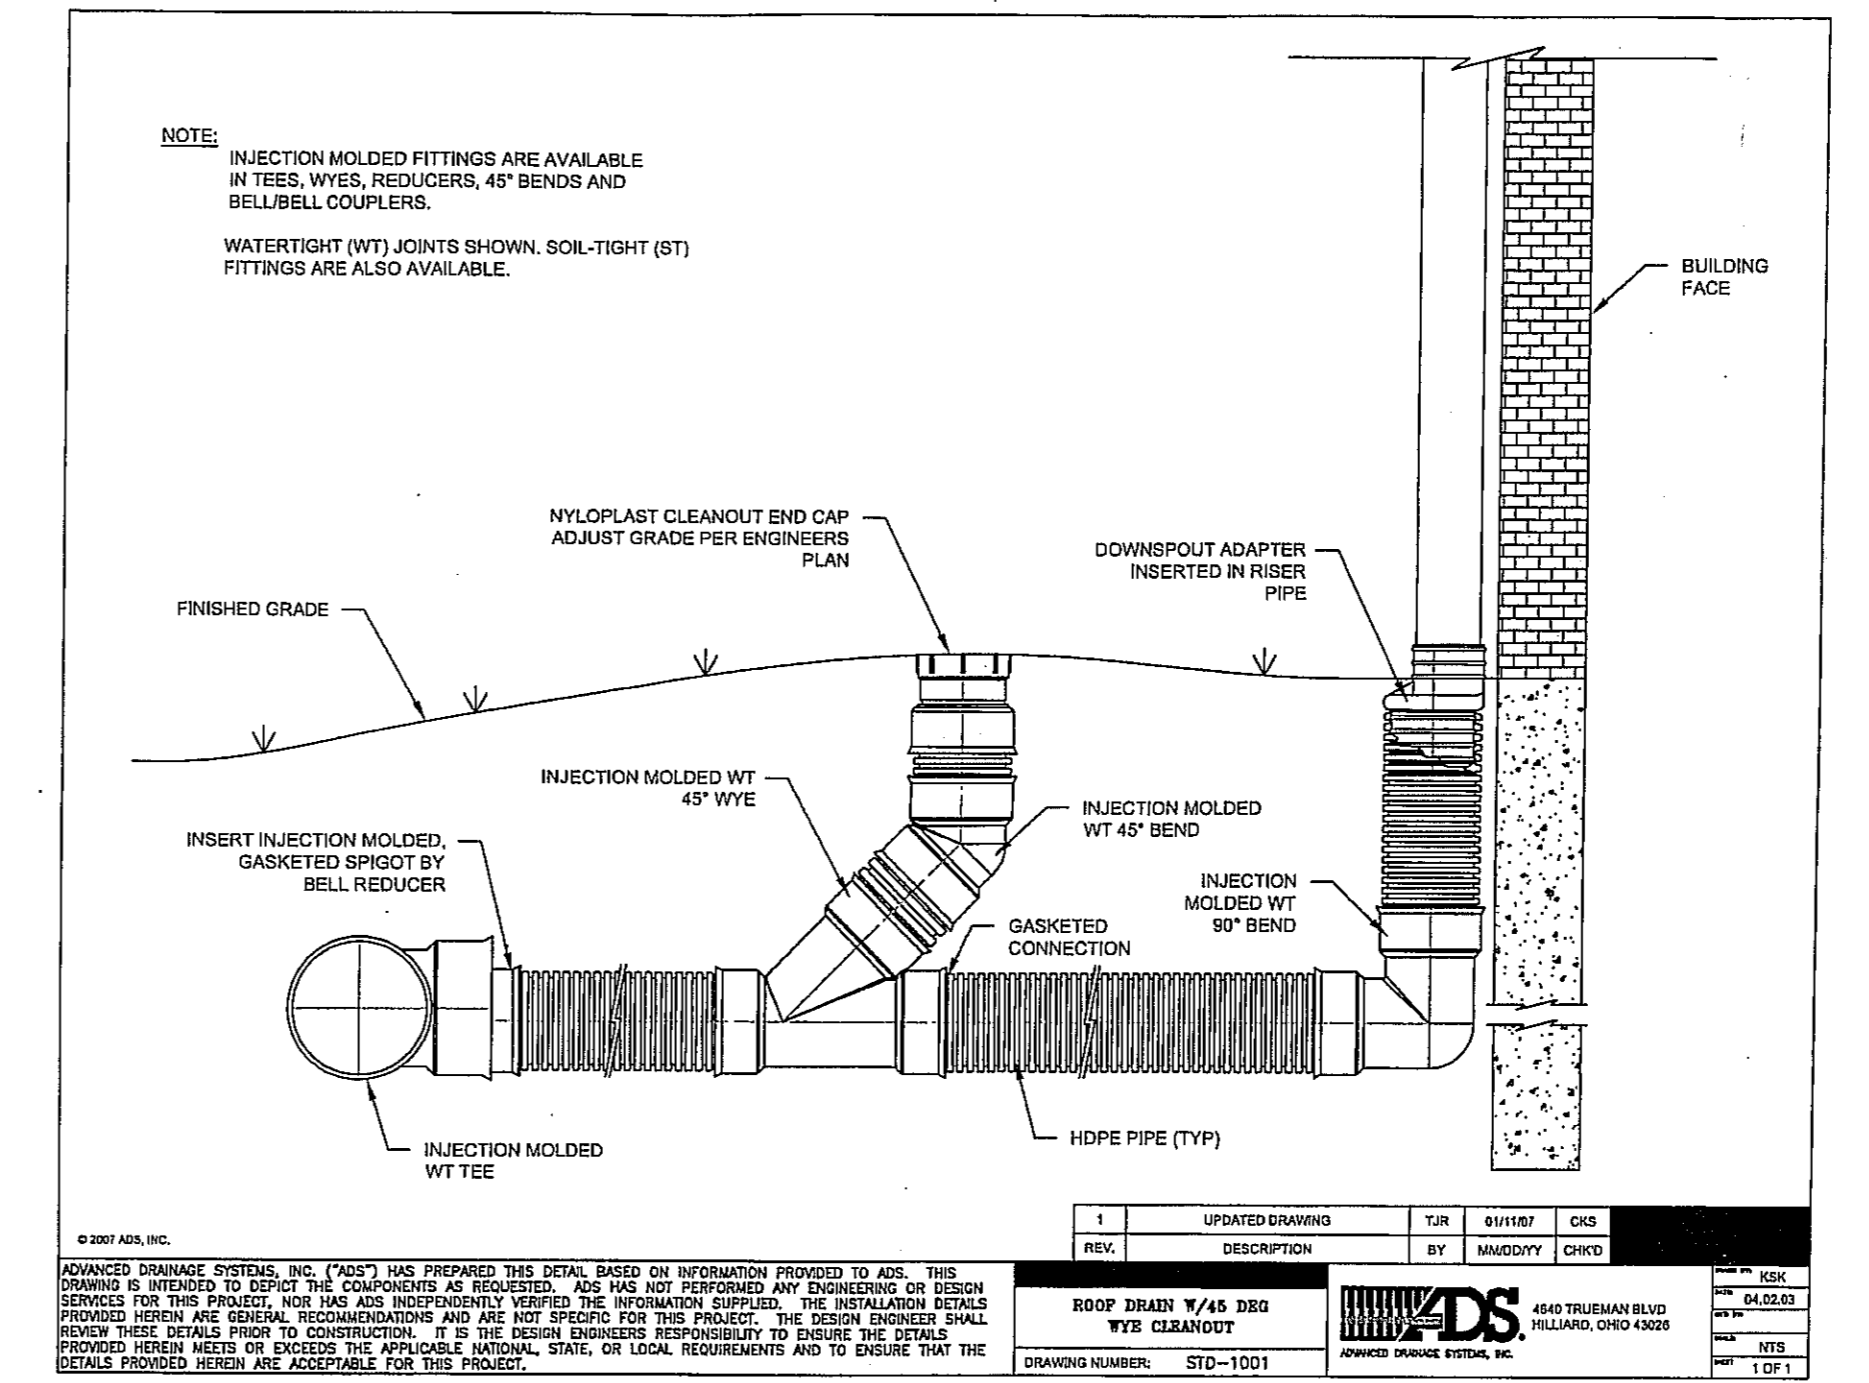 NOTE:
INJECTION MOLDED FITTINGS ARE AVAILABLE
IN TEES, WYES, REDUCERS, 45° BENDS AND
BELL/BELL COUPLERS.
WATERTIGHT (WT) JOINTS SHOWN. SOIL-TIGHT (ST)
FITTINGS ARE ALSO AVAILABLE.
BUILDING
FACE
NYLOPLAST CLEANOUT END CAP
ADJUST GRADE PER ENGINEERS
PLAN
DOWNSPOUT ADAPTER
INSERTED IN RISER
PIPE
FINISHED GRADE
INJECTION MOLDED WT
45° WYE
INJECTION MOLDED
WT 45° BEND
INSERT INJECTION MOLDED,
GASKETED SPIGOT BY
BELL REDUCER
INJECTION
MOLDED WT
90° BEND
GASKETED
CONNECTION
HDPE PIPE (TYP)
INJECTION MOLDED
WT TEE
© 2007 ADS, INC.
1 UPDATED DRAWING TJR 01/11/07 CKS
REV. DESCRIPTION BY MM/DD/YY CHK'D
ADVANCED DRAINAGE SYSTEMS, INC. ("ADS") HAS PREPARED THIS DETAIL BASED ON INFORMATION PROVIDED TO ADS. THIS
DRAWING IS INTENDED TO DEPICT THE COMPONENTS AS REQUESTED. ADS HAS NOT PERFORMED ANY ENGINEERING OR DESIGN
SERVICES FOR THIS PROJECT, NOR HAS ADS INDEPENDENTLY VERIFIED THE INFORMATION SUPPLIED. THE INSTALLATION DETAILS
PROVIDED HEREIN ARE GENERAL RECOMMENDATIONS AND ARE NOT SPECIFIC FOR THIS PROJECT. THE DESIGN ENGINEER SHALL
REVIEW THESE DETAILS PRIOR TO CONSTRUCTION. IT IS THE DESIGN ENGINEERS RESPONSIBILITY TO ENSURE THE DETAILS
PROVIDED HEREIN MEETS OR EXCEEDS THE APPLICABLE NATIONAL, STATE, OR LOCAL REQUIREMENTS AND TO ENSURE THAT THE
DETAILS PROVIDED HEREIN ARE ACCEPTABLE FOR THIS PROJECT.
ROOF DRAIN W/45 DEG
WYE CLEANOUT
DRAWING NUMBER: STD-1001
ADS.
ADVANCED DRAINAGE SYSTEMS, INC.
4640 TRUEMAN BLVD
HILLIARD, OHIO 43026
KSK
04,02,03
NTS
1 OF 1